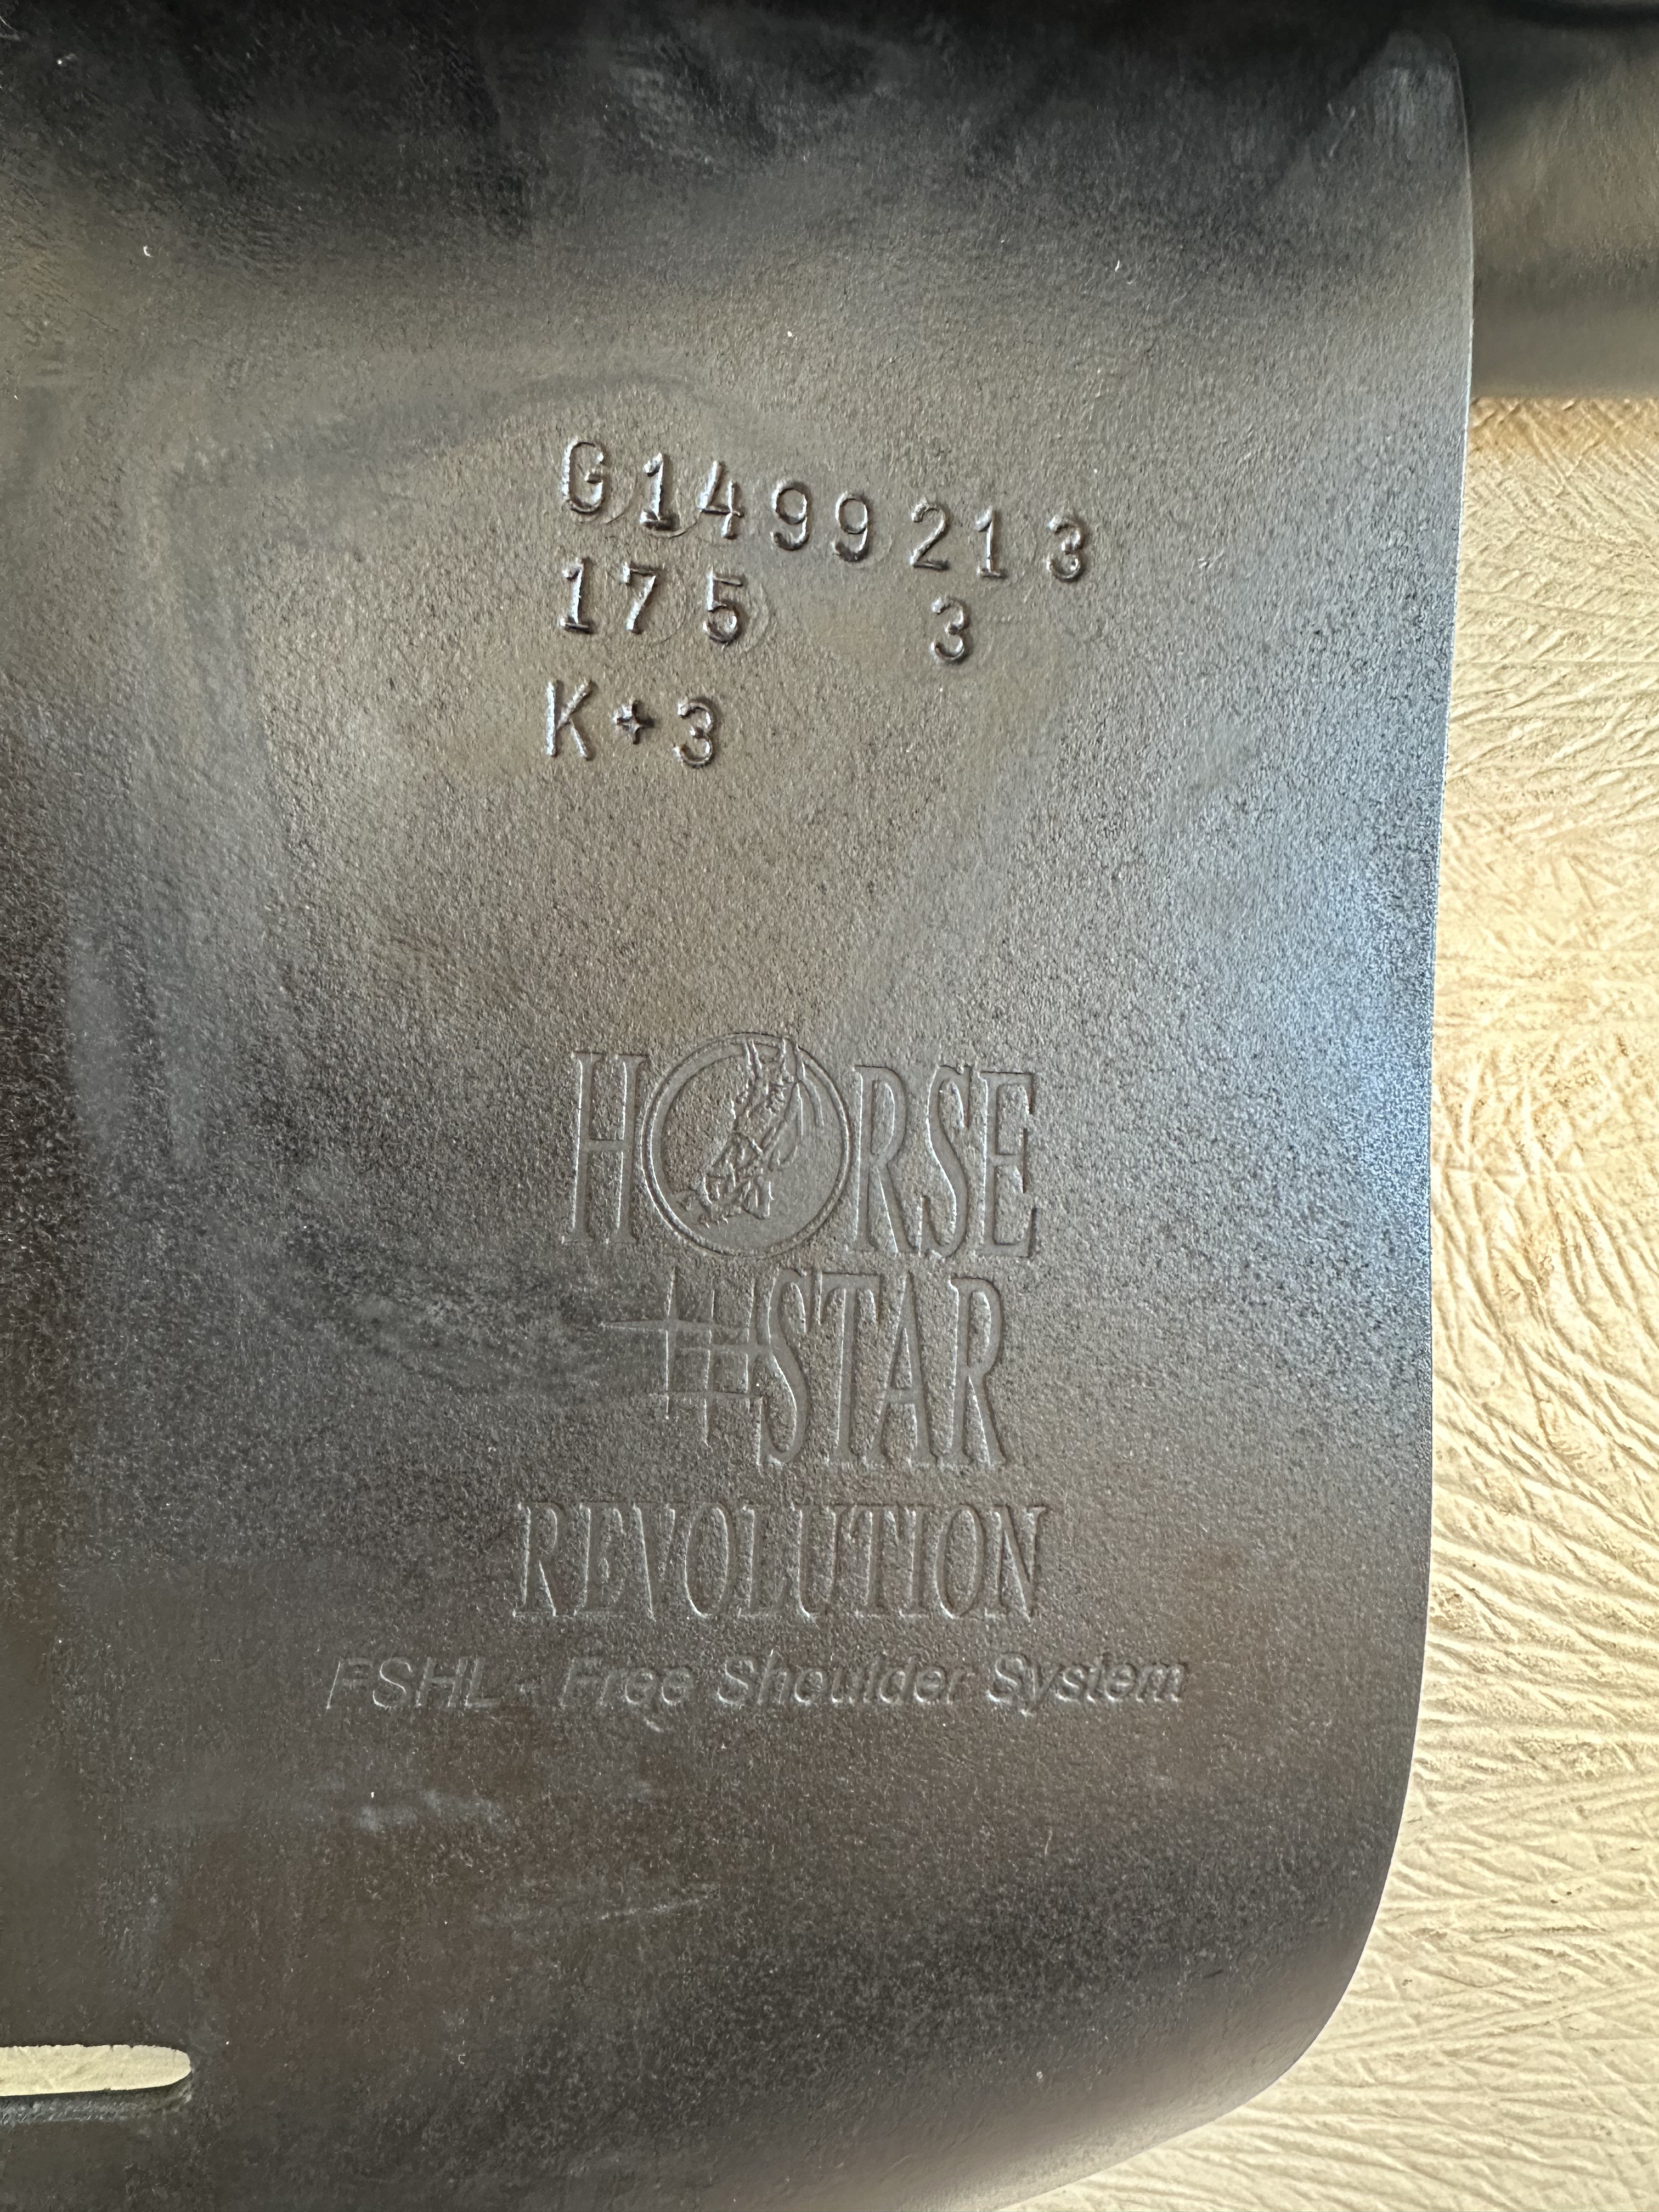 G1499213
175 3
K+3
HORSE
STAR
REVOLUTION
FSHL - Free Shoulder System